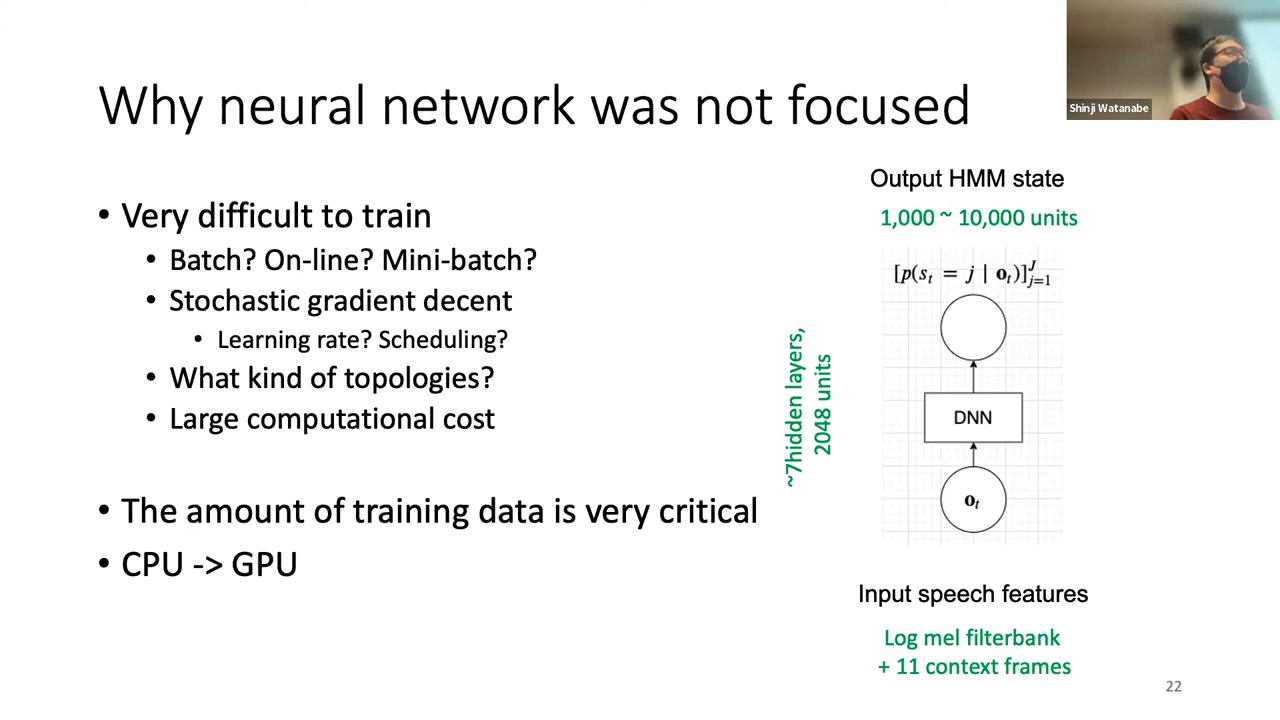 Shinji Watanabe
Why neural network was not focused
• Very difficult to train
• Batch? On-line? Mini-batch?
• Stochastic gradient decent
• Learning rate? Scheduling?
• What kind of topologies?
• Large computational cost
• The amount of training data is very critical
• CPU -> GPU
Output HMM state
1,000 ~ 10,000 units
[p(s_t = j | o_t)]_{j=1}^J
~7hidden layers,
2048 units
DNN
o_t
Input speech features
Log mel filterbank
+ 11 context frames
22